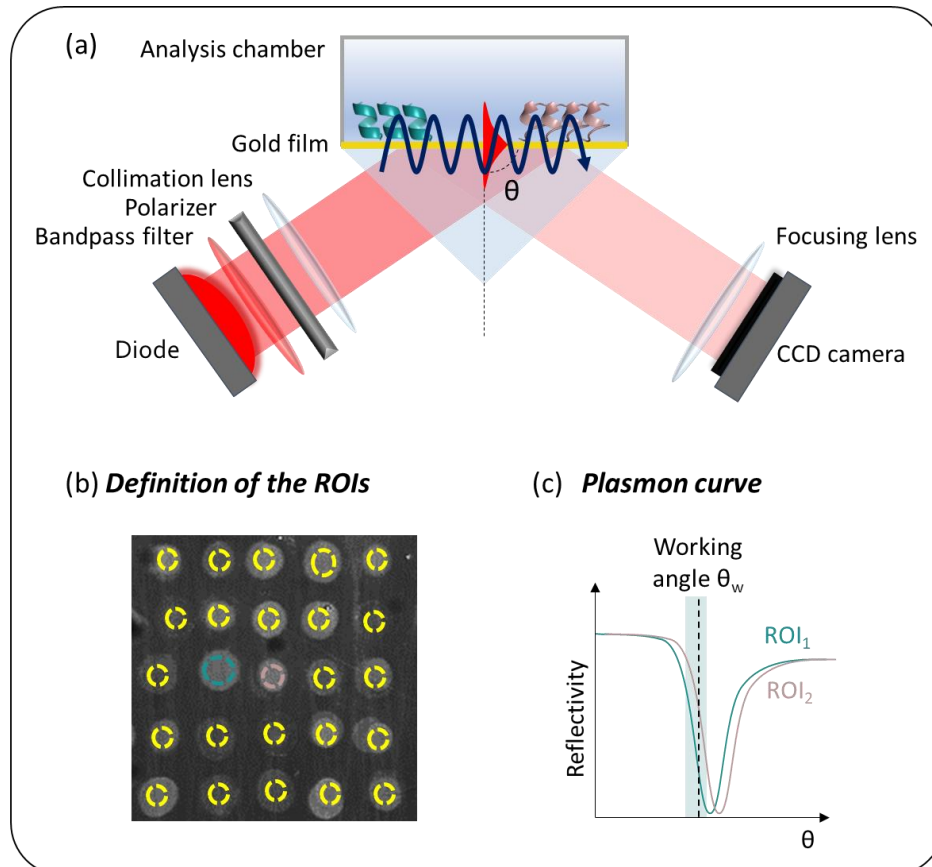 (a)
Analysis chamber
Gold film
Collimation lens
Polarizer
Bandpass filter
θ
Focusing lens
Diode
CCD camera
(b) Definition of the ROIs
(c) Plasmon curve
Working
angle θw
ROI1
ROI2
Reflectivity
θ